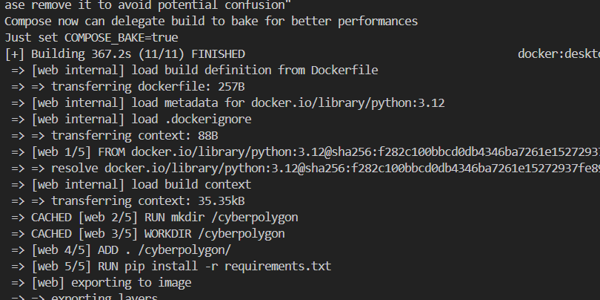 ase remove it to avoid potential confusion"
Compose now can delegate build to bake for better performances
Just set COMPOSE_BAKE=true
[+] Building 367.2s (11/11) FINISHED docker:deskto
=> [web internal] load build definition from Dockerfile
=> => transferring dockerfile: 257B
=> [web internal] load metadata for docker.io/library/python:3.12
=> [web internal] load .dockerignore
=> => transferring context: 88B
=> [web 1/5] FROM docker.io/library/python:3.12@sha256:f282c100bbcd0db4346ba7261e15272937
=> => resolve docker.io/library/python:3.12@sha256:f282c100bbcd0db4346ba7261e15272937fe89
=> [web internal] load build context
=> => transferring context: 35.35kB
=> CACHED [web 2/5] RUN mkdir /cyberpolygon
=> CACHED [web 3/5] WORKDIR /cyberpolygon
=> [web 4/5] ADD . /cyberpolygon/
=> [web 5/5] RUN pip install -r requirements.txt
=> [web] exporting to image
=> => exporting layers